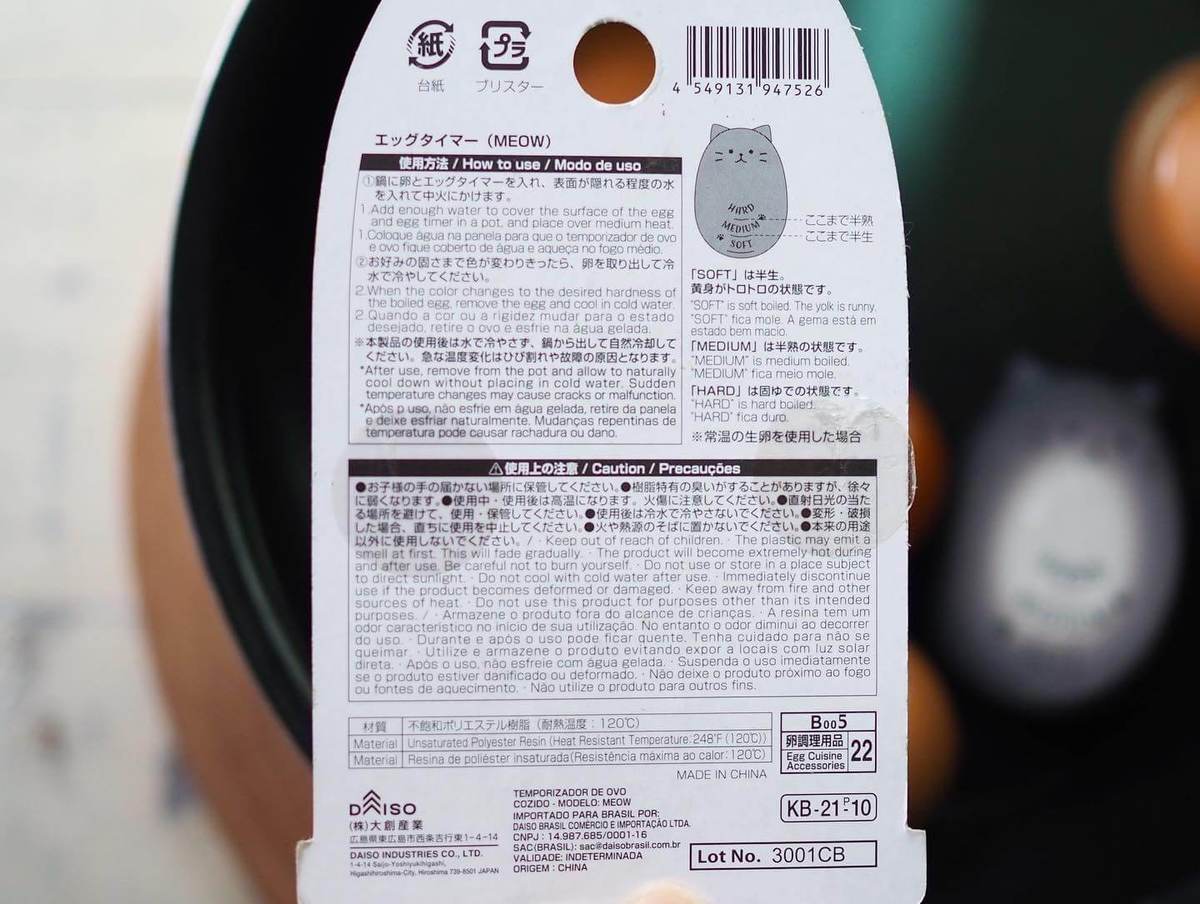 紙 プラ
台紙 ブリスター
4 549131 947526
エッグタイマー（MEOW）
使用方法 / How to use / Modo de uso
①鍋に卵とエッグタイマーを入れ、表面が隠れる程度の水
を入れて中火にかけます。
1.Add enough water to cover the surface of the egg
and egg timer in a pot, and place over medium heat.
1.Coloque água na panela para que o temporizador de ovo
e ovo fique coberto de água e aqueça no fogo médio.
②お好みの固さまで色が変わりきったら、卵を取り出して冷
水で冷やしてください。
2.When the color changes to the desired hardness of
the boiled egg, remove the egg and cool in cold water.
2.Quando a cor ou a rigidez mudar para o estado
desejado, retire o ovo e esfrie na água gelada.
※本製品の使用後は水で冷やさず、鍋から出して自然冷却して
ください。急な温度変化はひび割れや故障の原因となります。
*After use, remove from the pot and allow to naturally
cool down without placing in cold water. Sudden
temperature changes may cause cracks or malfunction.
*Após p uso, não esfrie em água gelada, retire da panela
e deixe esfriar naturalmente. Mudanças repentinas de
temperatura pode causar rachadura ou dano.
HARD
MEDIUM
SOFT
ここまで半熟
ここまで半生
「SOFT」は半生。
黄身がトロトロの状態です。
"SOFT" is soft boiled. The yolk is runny.
"SOFT" fica mole. A gema está em
estado bem macio.
「MEDIUM」は半熟の状態です。
"MEDIUM" is medium boiled.
"MEDIUM" fica meio mole.
「HARD」は固ゆでの状態です。
"HARD" is hard boiled.
"HARD" fica duro.
※常温の生卵を使用した場合
⚠使用上の注意 / Caution / Precauções
●お子様の手の届かない場所に保管してください。●樹脂特有の臭いがすることがありますが、徐々
に弱くなります。●使用中・使用後は高温になります。火傷に注意してください。●直射日光の当た
る場所を避けて、使用・保管してください。●使用後は冷水で冷やさないでください。●変形・破損
した場合、直ちに使用を中止してください。●火や熱源のそばに置かないでください。●本来の用途
以外に使用しないでください。/・Keep out of reach of children. ・The plastic may emit a
smell at first. This will fade gradually. ・The product will become extremely hot during
and after use. Be careful not to burn yourself. ・Do not use or store in a place subject
to direct sunlight. ・Do not cool with cold water after use. ・Immediately discontinue
use if the product becomes deformed or damaged. ・Keep away from fire and other
sources of heat. ・Do not use this product for purposes other than its intended
purposes. /・Armazene o produto fora do alcance de crianças. ・A resina tem um
odor característico no início de sua utilização. No entanto o odor diminui ao decorrer
do uso. ・Durante e após o uso pode ficar quente. Tenha cuidado para não se
queimar. ・Utilize e armazene o produto evitando expor a locais com luz solar
direta. ・Após o uso, não esfreie com água gelada. ・Suspenda o uso imediatamente
se o produto estiver danificado ou deformado. ・Não deixe o produto próximo ao fogo
ou fontes de aquecimento. ・Não utilize o produto para outros fins.
材質 不飽和ポリエステル樹脂（耐熱温度：120℃）
Material Unsaturated Polyester Resin (Heat Resistant Temperature:248°F (120℃))
Material Resina de poliéster insaturada(Resistência máxima ao calor:120℃)
MADE IN CHINA
B005
卵調理用品
Egg Cuisine
Accessories
22
KB-21-P-10
Lot No. 3001CB
DAISO
(株)大創産業
広島県東広島市西条吉行東1-4-14
DAISO INDUSTRIES CO., LTD.
1-4-14 Saijo-Yoshiyukihigashi,
Higashihiroshima-City, Hiroshima 739-8501 JAPAN
TEMPORIZADOR DE OVO
COZIDO - MODELO: MEOW
IMPORTADO PARA BRASIL POR:
DAISO BRASIL COMÉRCIO E IMPORTAÇÃO LTDA.
CNPJ : 14.987.685/0001-16
SAC(BRASIL): sac@daisobrasil.com.br
VALIDADE: INDETERMINADA
ORIGEM : CHINA